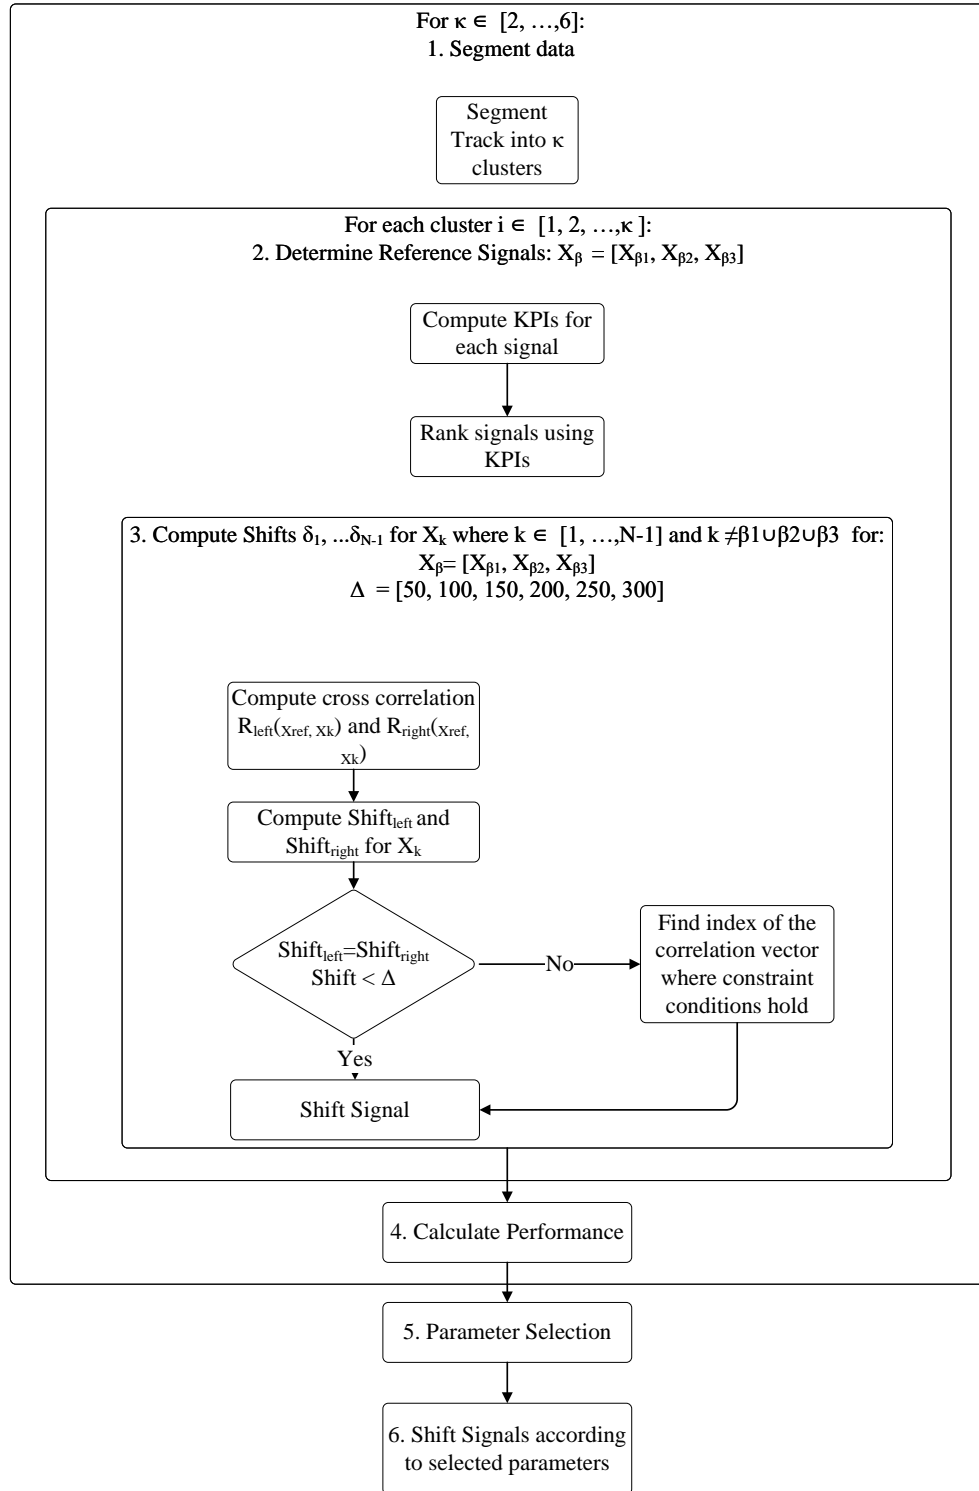 For κ ∈ [2, …,6]:
1. Segment data
Segment
Track into κ
clusters
For each cluster i ∈ [1, 2, …,κ ]:
2. Determine Reference Signals: Xβ = [Xβ1, Xβ2, Xβ3]
Compute KPIs for
each signal
Rank signals using
KPIs
3. Compute Shifts δ1, ...δN-1 for Xk where k ∈ [1, …,N-1] and k ≠β1∪β2∪β3 for:
Xβ= [Xβ1, Xβ2, Xβ3]
Δ = [50, 100, 150, 200, 250, 300]
Compute cross correlation
Rleft(Xref, Xk) and Rright(Xref,
Xk)
Compute Shiftleft and
Shiftright for Xk
Shiftleft=Shiftright
Shift < Δ
No
Find index of the
correlation vector
where constraint
conditions hold
Yes
Shift Signal
4. Calculate Performance
5. Parameter Selection
6. Shift Signals according
to selected parameters